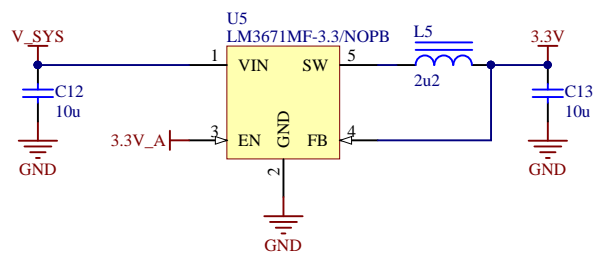 U5
LM3671MF-3.3/NOPB
V_SYS
L5
3.3V
1
VIN
SW
5
C12
10u
2u2
C13
10u
3.3V_A
3
EN
GND
FB
4
GND
2
GND
GND